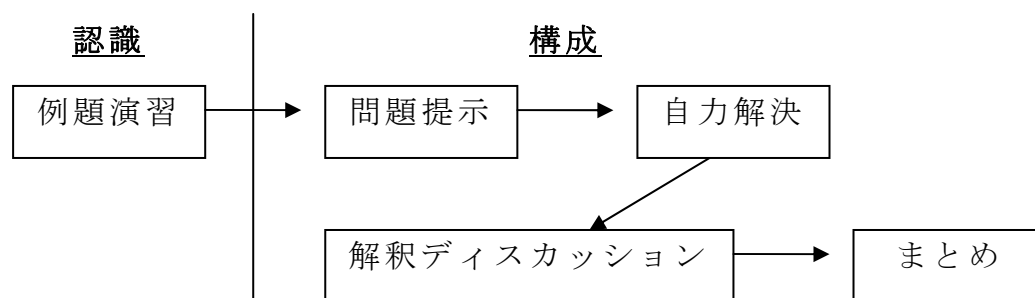 認識
構成
例題演習
問題提示
自力解決
解釈ディスカッション
まとめ